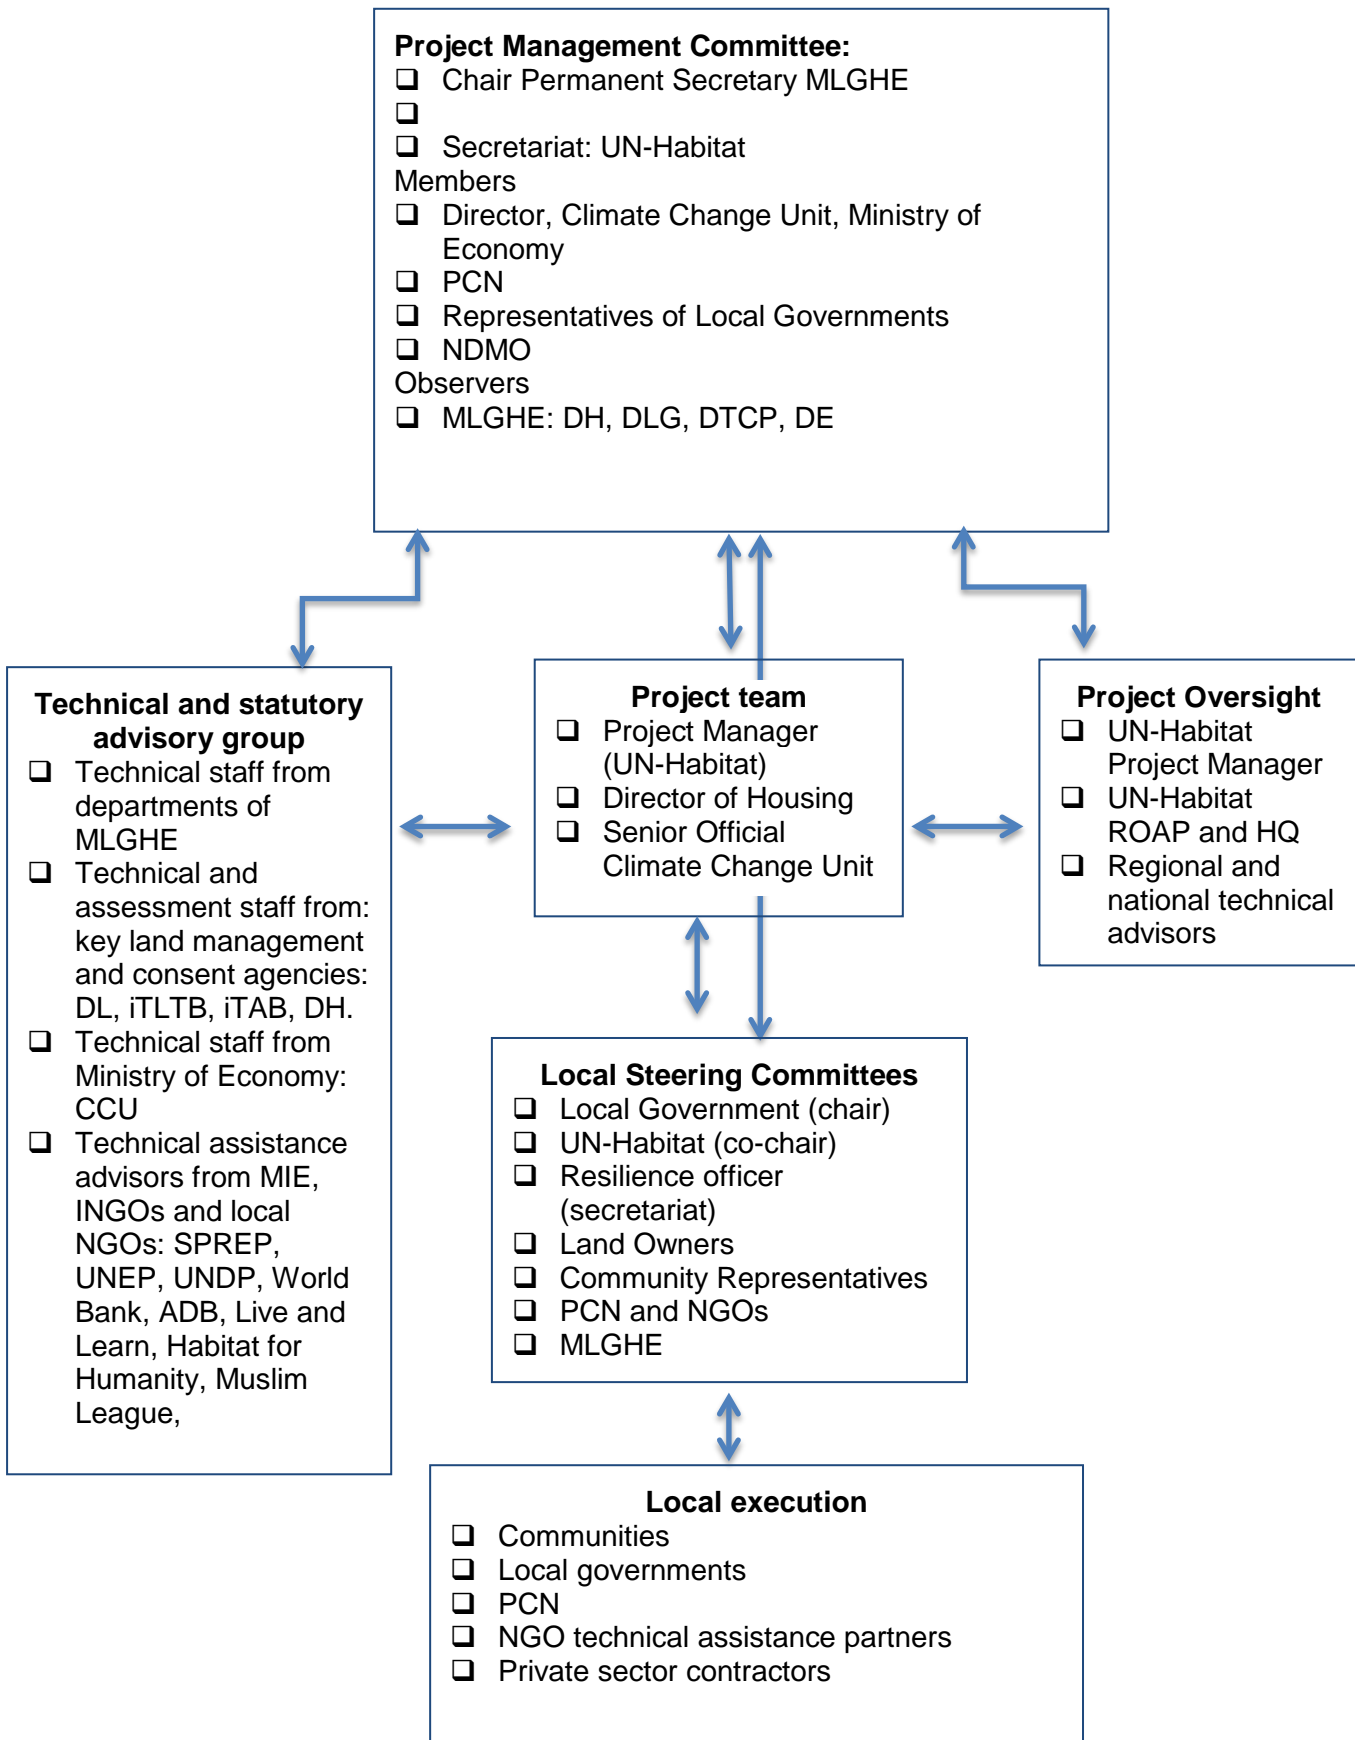 Project Management Committee:
❑ Chair Permanent Secretary MLGHE
❑
❑ Secretariat: UN-Habitat
Members
❑ Director, Climate Change Unit, Ministry of
Economy
❑ PCN
❑ Representatives of Local Governments
❑ NDMO
Observers
❑ MLGHE: DH, DLG, DTCP, DE
Technical and statutory
advisory group
❑ Technical staff from
departments of
MLGHE
❑ Technical and
assessment staff from:
key land management
and consent agencies:
DL, iTLTB, iTAB, DH.
❑ Technical staff from
Ministry of Economy:
CCU
❑ Technical assistance
advisors from MIE,
INGOs and local
NGOs: SPREP,
UNEP, UNDP, World
Bank, ADB, Live and
Learn, Habitat for
Humanity, Muslim
League,
Project team
❑ Project Manager
(UN-Habitat)
❑ Director of Housing
❑ Senior Official
Climate Change Unit
Project Oversight
❑ UN-Habitat
Project Manager
❑ UN-Habitat
ROAP and HQ
❑ Regional and
national technical
advisors
Local Steering Committees
❑ Local Government (chair)
❑ UN-Habitat (co-chair)
❑ Resilience officer
(secretariat)
❑ Land Owners
❑ Community Representatives
❑ PCN and NGOs
❑ MLGHE
Local execution
❑ Communities
❑ Local governments
❑ PCN
❑ NGO technical assistance partners
❑ Private sector contractors